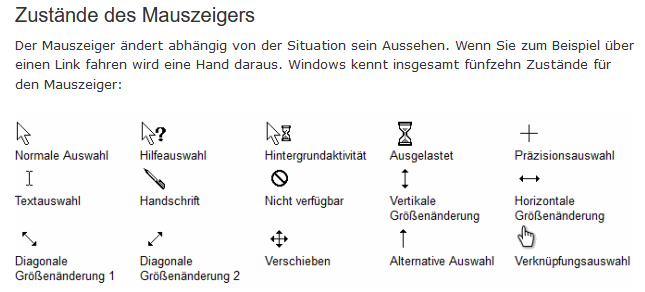 Zustände des Mauszeigers
Der Mauszeiger ändert abhängig von der Situation sein Aussehen. Wenn Sie zum Beispiel über
einen Link fahren wird eine Hand daraus. Windows kennt insgesamt fünfzehn Zustände für
den Mauszeiger:
Normale Auswahl Hilfeauswahl Hintergrundaktivität Ausgelastet Präzisionsauswahl
Textauswahl Handschrift Nicht verfügbar Vertikale Größenänderung Horizontale Größenänderung
Diagonale Größenänderung 1 Diagonale Größenänderung 2 Verschieben Alternative Auswahl Verknüpfungsauswahl